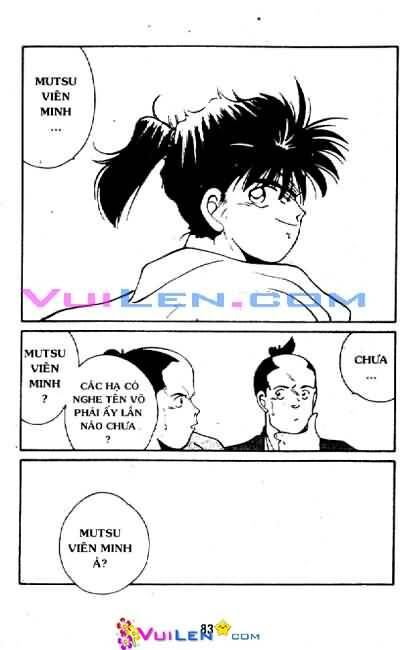 MUTSU
VIÊN
MINH
...
VUILEN.COM
MUTSU
VIÊN
MINH
?
CÁC HẠ CÓ
NGHE TÊN VÕ
PHÁI ẤY LẦN
NÀO CHƯA
?
CHƯA
...
MUTSU
VIÊN MINH
Á?
83
VUILEN.COM